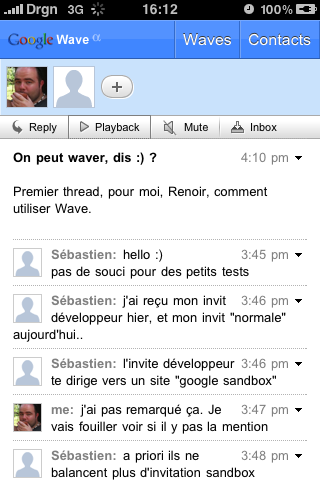 Drgn 3G 16:12 100%
Google Wave α Waves Contacts
Reply Playback Mute Inbox
On peut waver, dis :) ? 4:10 pm
Premier thread, pour moi, Renoir, comment
utiliser Wave.
Sébastien: hello :) 3:45 pm
pas de souci pour des petits tests
Sébastien: j'ai reçu mon invit 3:46 pm
développeur hier, et mon invit "normale"
aujourd'hui..
Sébastien: l'invite développeur 3:46 pm
te dirige vers un site "google sandbox"
me: j'ai pas remarqué ça. Je 3:47 pm
vais fouiller voir si il y pas la mention
Sébastien: a priori ils ne 3:48 pm
balancent plus d'invitation sandbox